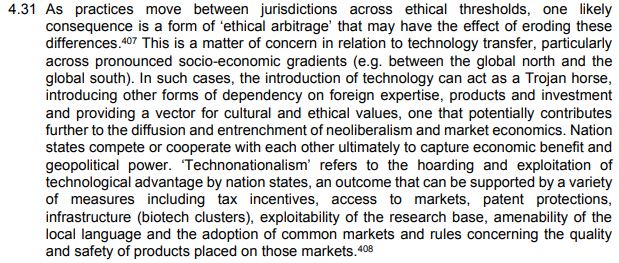 4.31 As practices move between jurisdictions across ethical thresholds, one likely
consequence is a form of 'ethical arbitrage' that may have the effect of eroding these
differences.407 This is a matter of concern in relation to technology transfer, particularly
across pronounced socio-economic gradients (e.g. between the global north and the
global south). In such cases, the introduction of technology can act as a Trojan horse,
introducing other forms of dependency on foreign expertise, products and investment
and providing a vector for cultural and ethical values, one that potentially contributes
further to the diffusion and entrenchment of neoliberalism and market economics. Nation
states compete or cooperate with each other ultimately to capture economic benefit and
geopolitical power. 'Technonationalism' refers to the hoarding and exploitation of
technological advantage by nation states, an outcome that can be supported by a variety
of measures including tax incentives, access to markets, patent protections,
infrastructure (biotech clusters), exploitability of the research base, amenability of the
local language and the adoption of common markets and rules concerning the quality
and safety of products placed on those markets.408